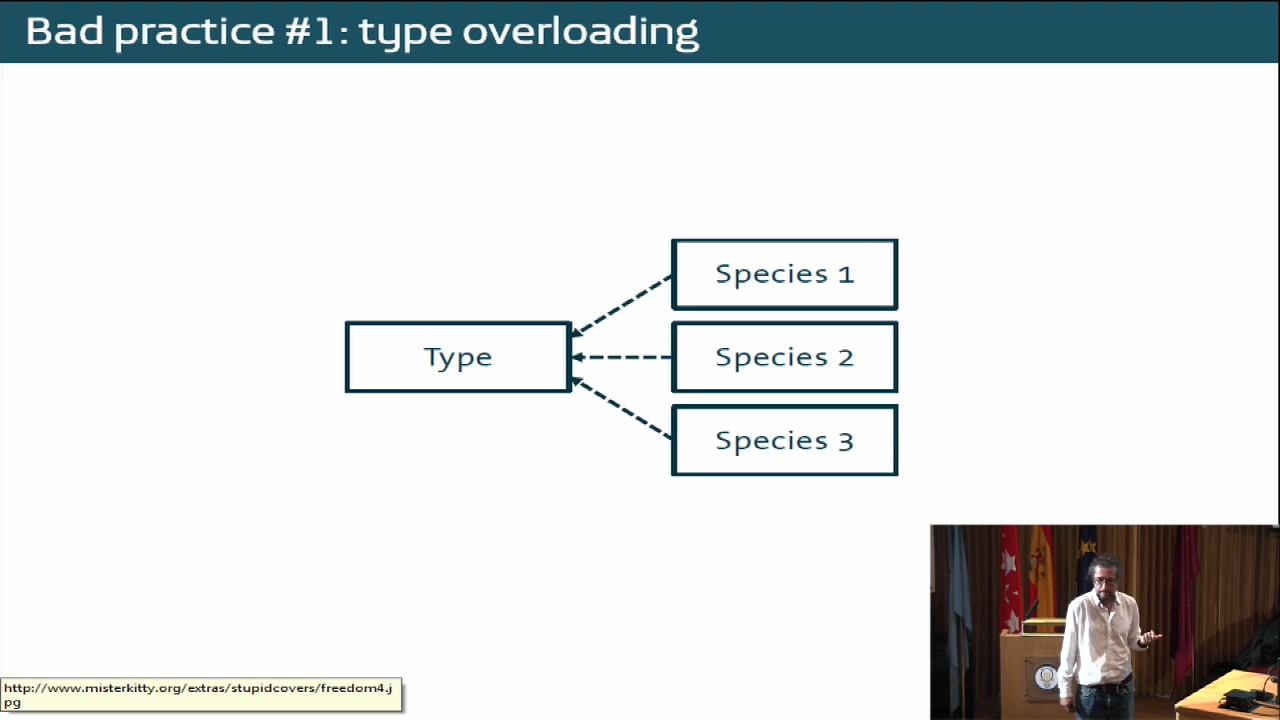 Bad practice #1: type overloading
Species 1
Type
Species 2
Species 3
http://www.misterkitty.org/extras/stupidcovers/freedom4.j
pg